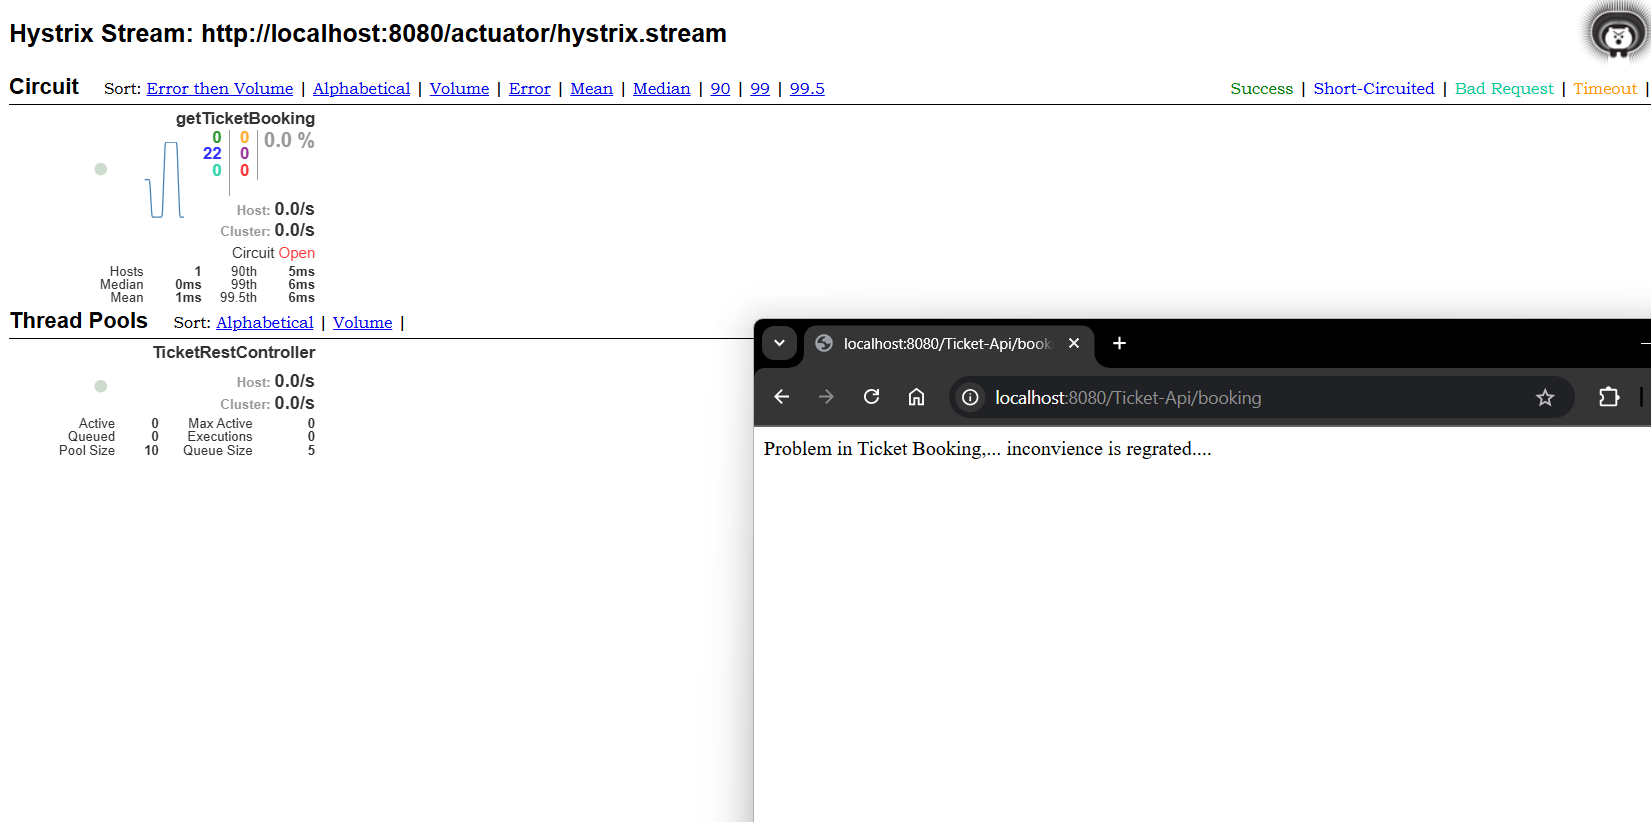 Hystrix Stream: http://localhost:8080/actuator/hystrix.stream
Circuit Sort: Error then Volume | Alphabetical | Volume | Error | Mean | Median | 90 | 99 | 99.5 Success | Short-Circuited | Bad Request | Timeout |
getTicketBooking
0 0 0.0 %
22 0
0 0
Host: 0.0/s
Cluster: 0.0/s
Circuit Open
Hosts 1 90th 5ms
Median 0ms 99th 6ms
Mean 1ms 99.5th 6ms
Thread Pools Sort: Alphabetical | Volume |
TicketRestController
Host: 0.0/s
Cluster: 0.0/s
Active 0 Max Active 0
Queued 0 Executions 0
Pool Size 10 Queue Size 5
localhost:8080/Ticket-Api/book
localhost:8080/Ticket-Api/booking
Problem in Ticket Booking,... inconvience is regrated....